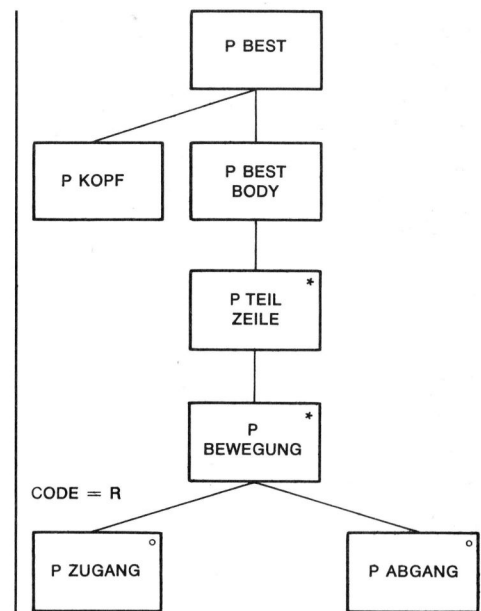 P BEST
P KOPF
P BEST
BODY
P TEIL *
ZEILE
P *
BEWEGUNG
CODE = R
P ZUGANG °
P ABGANG °